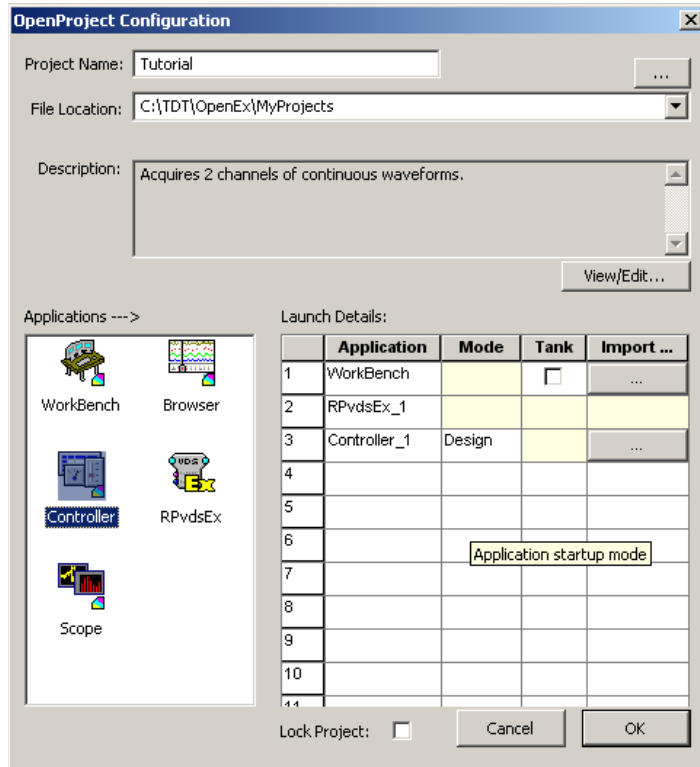 OpenProject Configuration
Project Name: Tutorial
...
File Location: C:\TDT\OpenEx\MyProjects
Description: Acquires 2 channels of continuous waveforms.
View/Edit...
Applications --->
WorkBench
Browser
Controller
RPvdsEx
Scope
Launch Details:
Application Mode Tank Import ...
1 WorkBench ...
2 RPvdsEx_1
3 Controller_1 Design ...
4
5
6
Application startup mode
7
8
9
10
11
Lock Project:
Cancel
OK